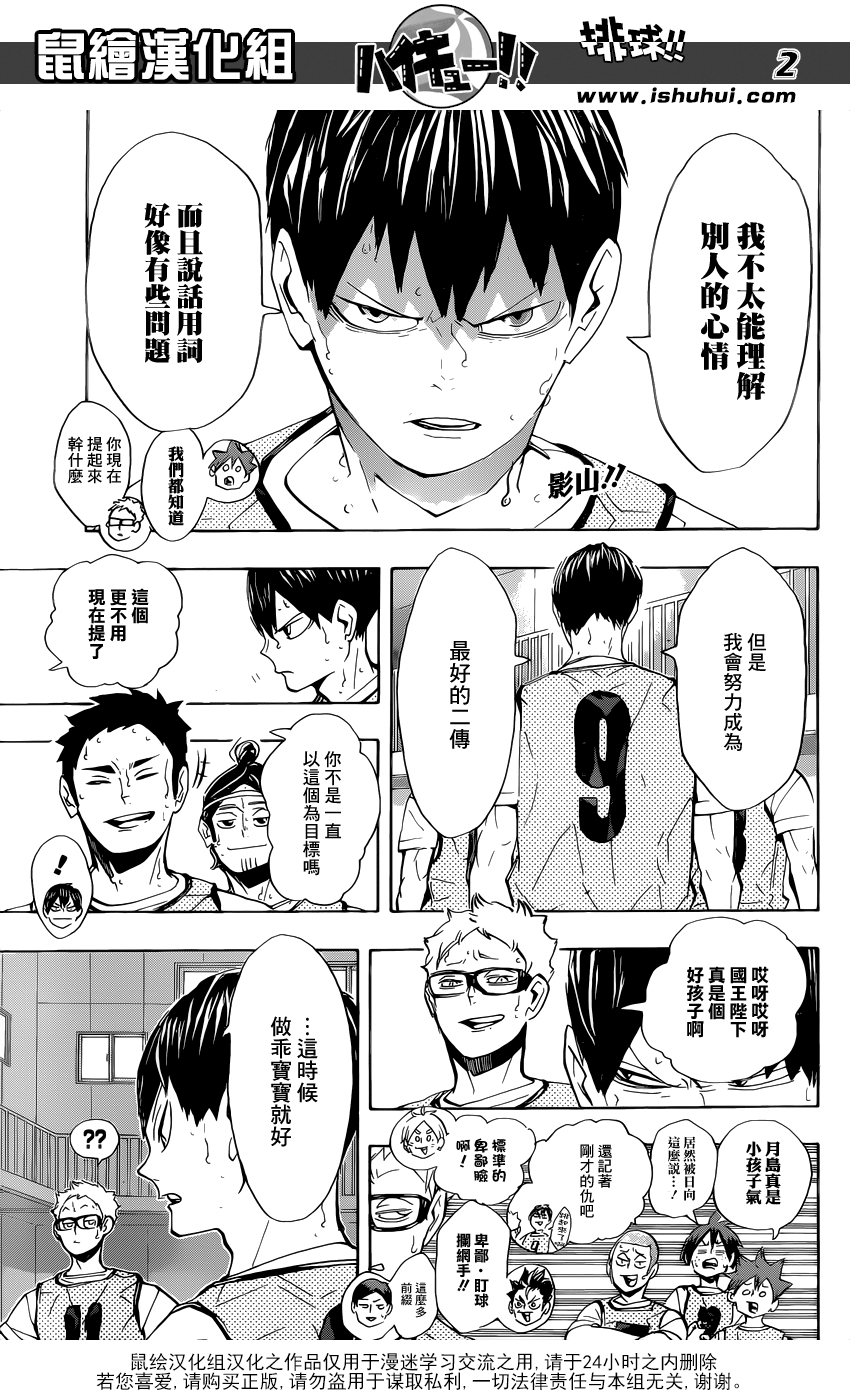 鼠繪漢化組
ハイキュー!!
排球!!
2
www.ishuhui.com
我不太能理解
別人的心情
而且說話用詞
好像有些問題
影山!!
我們都知道
你現在
提起來
幹什麼
但是
我會努力成為
最好的二傳
9
這個
更不用
現在提了
你不是一直
以這個為目標嗎
!
哎呀哎呀
國王陛下
真是個
好孩子啊
…這時候
做乖寶寶就好
??
月島真是
小孩子氣
居然被日向
這麼說…!
還記著
剛才的仇吧
標準的
卑鄙臉
啊!
卑鄙·盯球
攔網手!!
這麼多
前綴
鼠绘汉化组汉化之作品仅用于漫迷学习交流之用,请于24小时之内删除
若您喜爱,请购买正版,请勿盗用于谋取私利,一切法律责任与本组无关,谢谢。